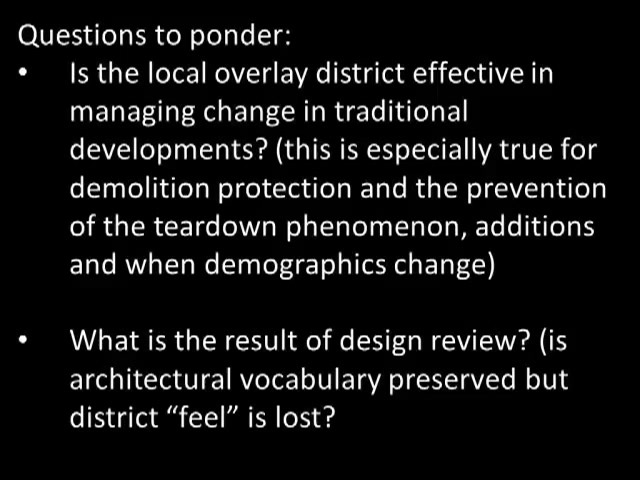 Questions to ponder:
• Is the local overlay district effective in
managing change in traditional
developments? (this is especially true for
demolition protection and the prevention
of the teardown phenomenon, additions
and when demographics change)
• What is the result of design review? (is
architectural vocabulary preserved but
district “feel” is lost?